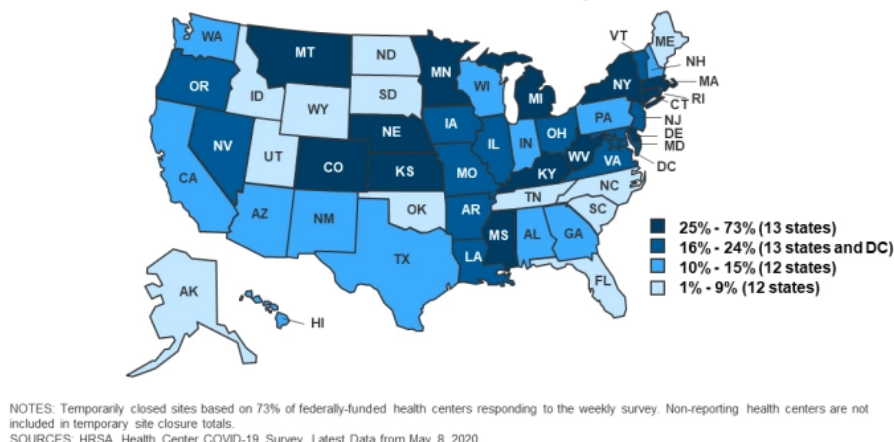 WA
MT
ND
MN
VT
ME
NH
OR
ID
SD
WI
MI
NY
MA
RI
CT
WY
IA
PA
NJ
NV
NE
IL
IN
OH
DE
MD
UT
CO
KS
MO
WV
VA
DC
CA
KY
NC
AZ
NM
OK
AR
TN
SC
TX
MS
AL
GA
LA
FL
AK
HI
25% - 73% (13 states)
16% - 24% (13 states and DC)
10% - 15% (12 states)
1% - 9% (12 states)
NOTES: Temporarily closed sites based on 73% of federally-funded health centers responding to the weekly survey. Non-reporting health centers are not
included in temporary site closure totals.
SOURCES: HRSA, Health Center COVID-19 Survey, Latest Data from May 8, 2020